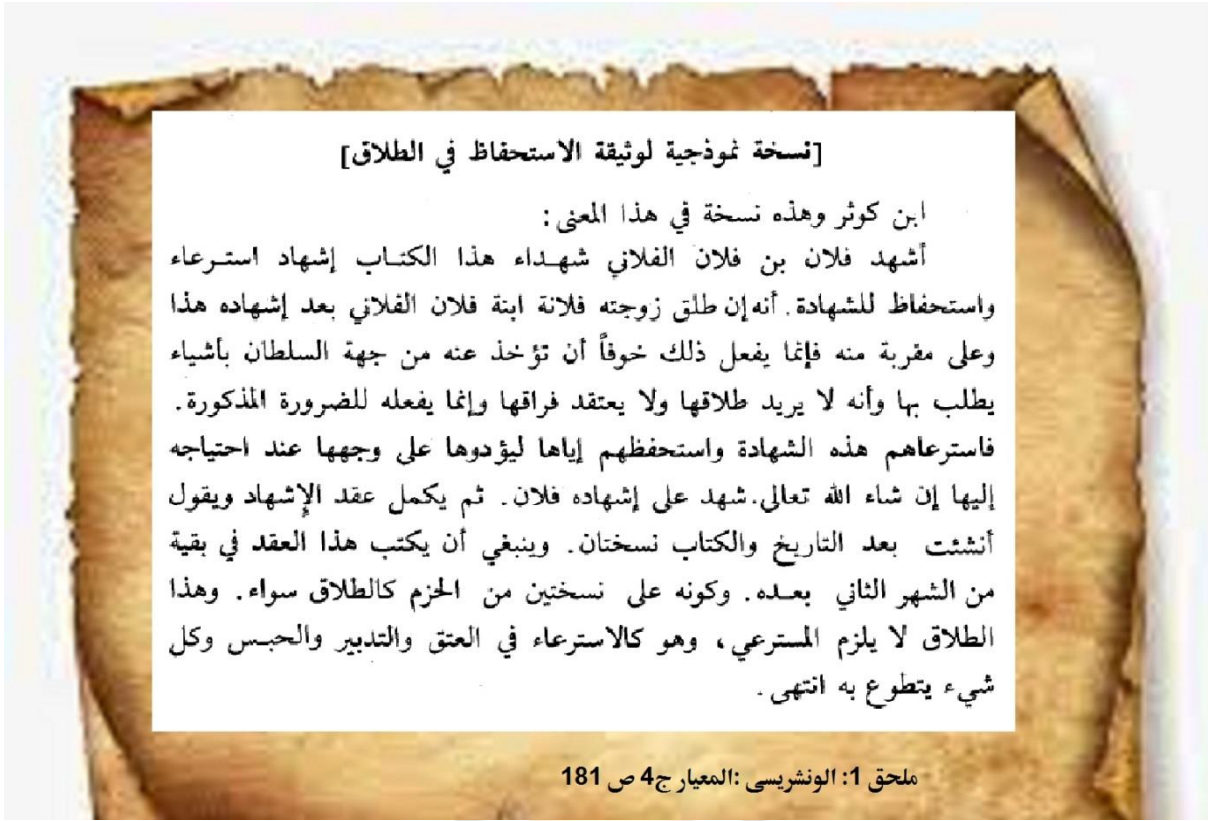 [نسخة نموذجية لوثيقة الاستحفاظ في الطلاق]
ابن كوثر وهذه نسخة في هذا المعنى :
أشهد فلان بن فلان الفلاني شهداء هذا الكتاب إشهاد استرعاء
واستحفاظ للشهادة. أنه إن طلق زوجته فلانة ابنة فلان الفلاني بعد إشهاده هذا
وعلى مقربة منه فإنما يفعل ذلك خوفاً أن تؤخذ عنه من جهة السلطان بأشياء
يطلب بها وأنه لا يريد طلاقها ولا يعتقد فراقها وإنما يفعله للضرورة المذكورة.
فاسترعاهم هذه الشهادة واستحفظهم إياها ليؤدوها على وجهها عند احتياجه
إليها إن شاء الله تعالى. شهد على إشهاده فلان. ثم يكمل عقد الإشهاد ويقول
أنشئت بعد التاريخ والكتاب نسختان. وينبغي أن يكتب هذا العقد في بقية
من الشهر الثاني بعده. وكونه على نسختين من الحزم كالطلاق سواء. وهذا
الطلاق لا يلزم المسترعي، وهو كالاسترعاء في العتق والتدبير والحبس وكل
شيء يتطوع به انتهى.
ملحق 1: الونشريسى :المعيار ج4 ص 181